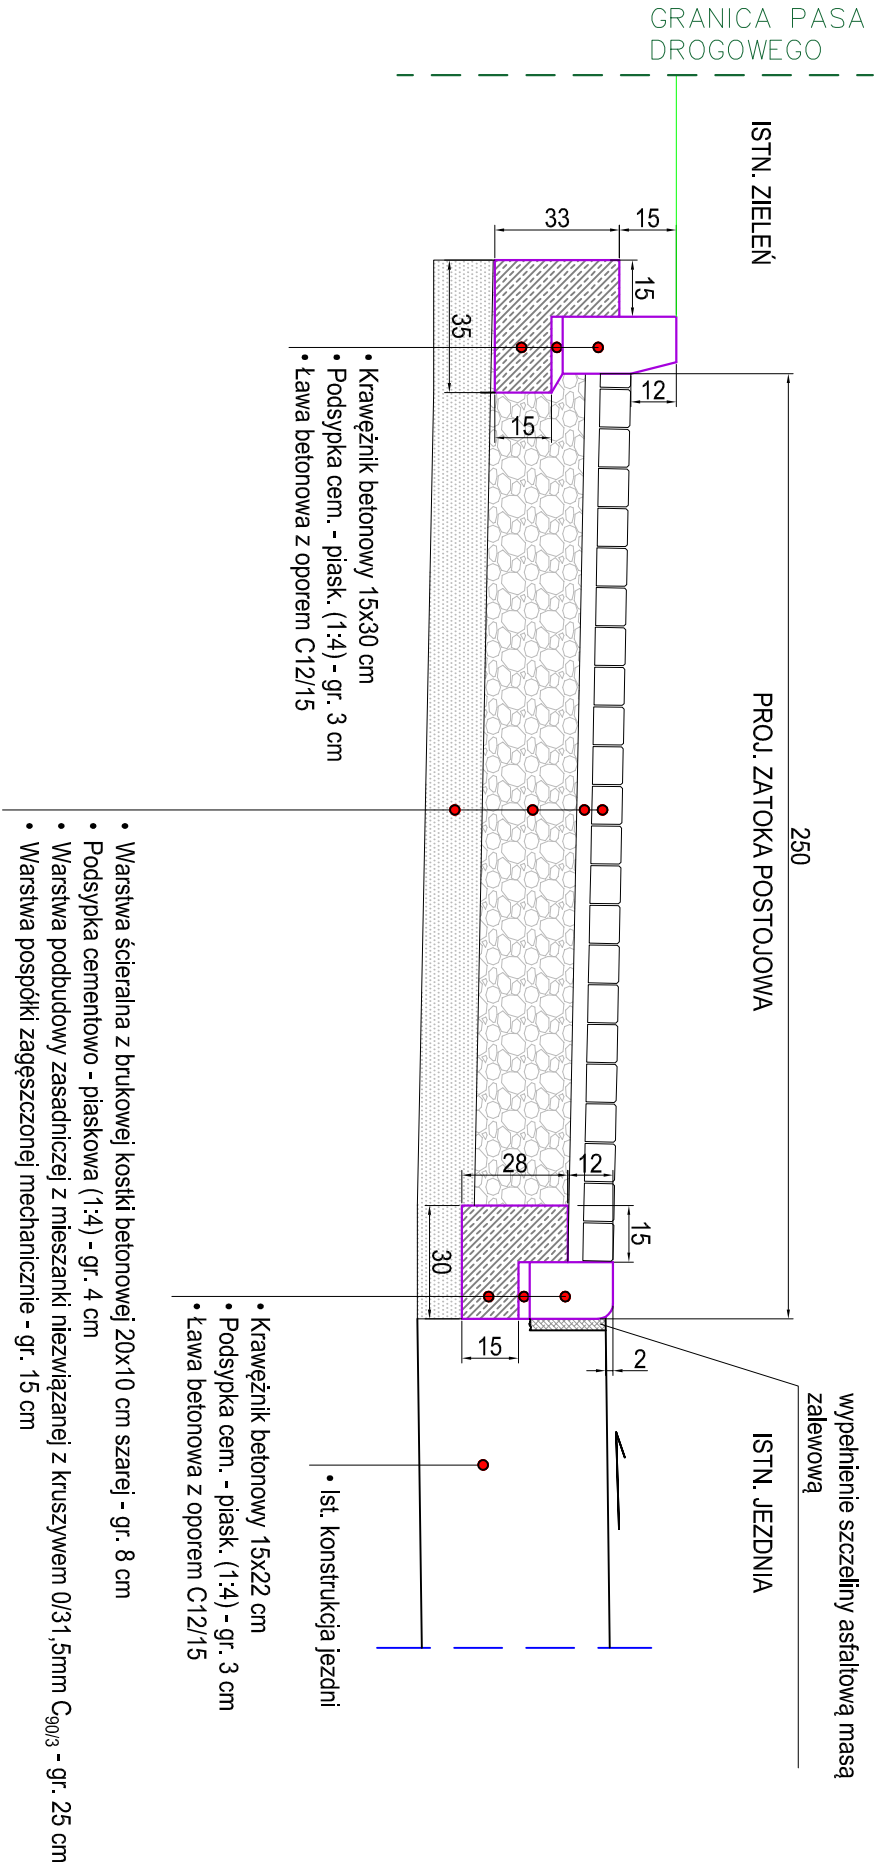 GRANICA PASA
DROGOWEGO
ISTN. ZIELEŃ
PROJ. ZATOKA POSTOJOWA
ISTN. JEZDNIA
250
33
15
15
35
15
12
28
12
15
30
15
2
wypełnienie szczeliny asfaltową masą
zalewową
• Krawężnik betonowy 15x30 cm
• Podsypka cem. - piask. (1:4) - gr. 3 cm
• Ława betonowa z oporem C12/15
• Warstwa ścieralna z brukowej kostki betonowej 20x10 cm szarej - gr. 8 cm
• Podsypka cementowo - piaskowa (1:4) - gr. 4 cm
• Warstwa podbudowy zasadniczej z mieszanki niezwiązanej z kruszywem 0/31,5mm C90/3 - gr. 25 cm
• Warstwa pospółki zagęszczonej mechanicznie - gr. 15 cm
• Krawężnik betonowy 15x22 cm
• Podsypka cem. - piask. (1:4) - gr. 3 cm
• Ława betonowa z oporem C12/15
• Ist. konstrukcja jezdni